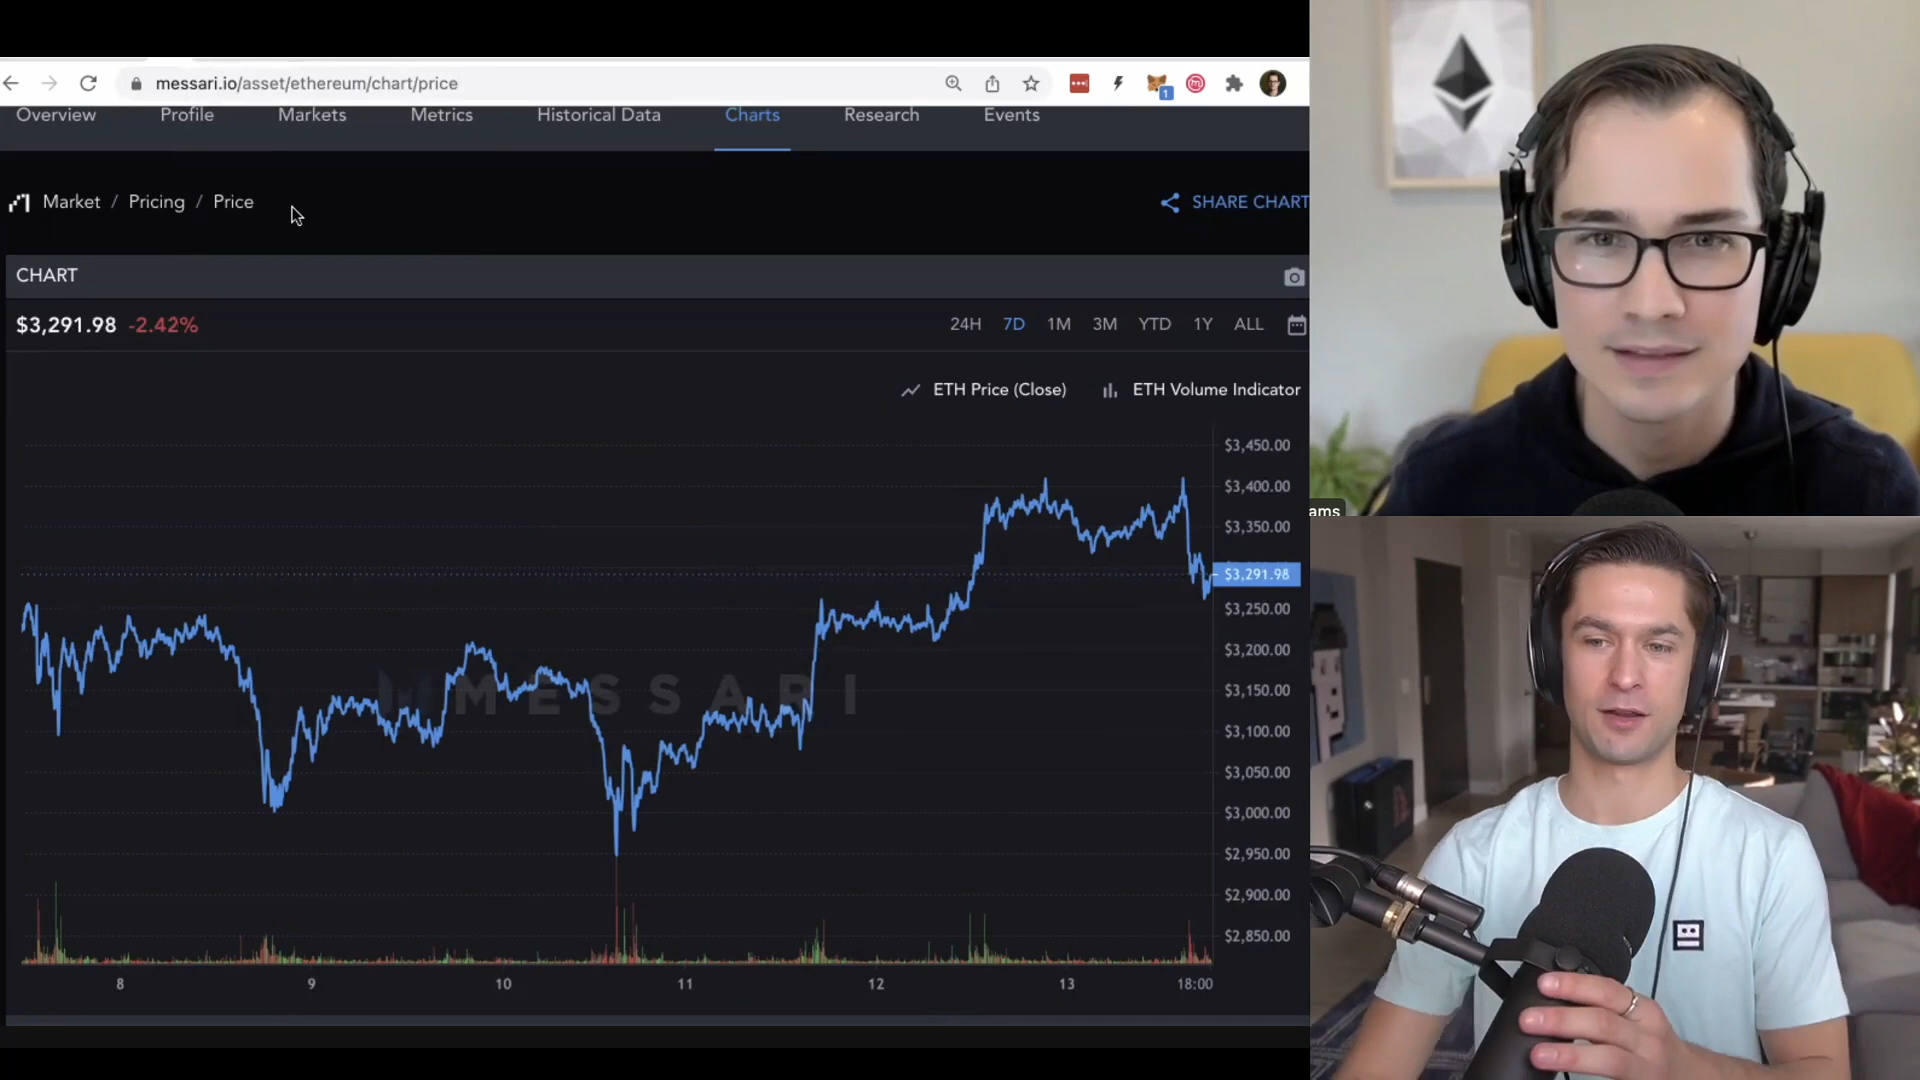 messari.io/asset/ethereum/chart/price
1
Overview Profile Markets Metrics Historical Data Charts Research Events
Market / Pricing / Price
SHARE CHART
CHART
$3,291.98 -2.42%
24H 7D 1M 3M YTD 1Y ALL
ETH Price (Close) ETH Volume Indicator
$3,450.00
$3,400.00
$3,350.00
$3,291.98
$3,250.00
$3,200.00
$3,150.00
$3,100.00
$3,050.00
$3,000.00
$2,950.00
$2,900.00
$2,850.00
MESSARI
8 9 10 11 12 13 18:00
ams